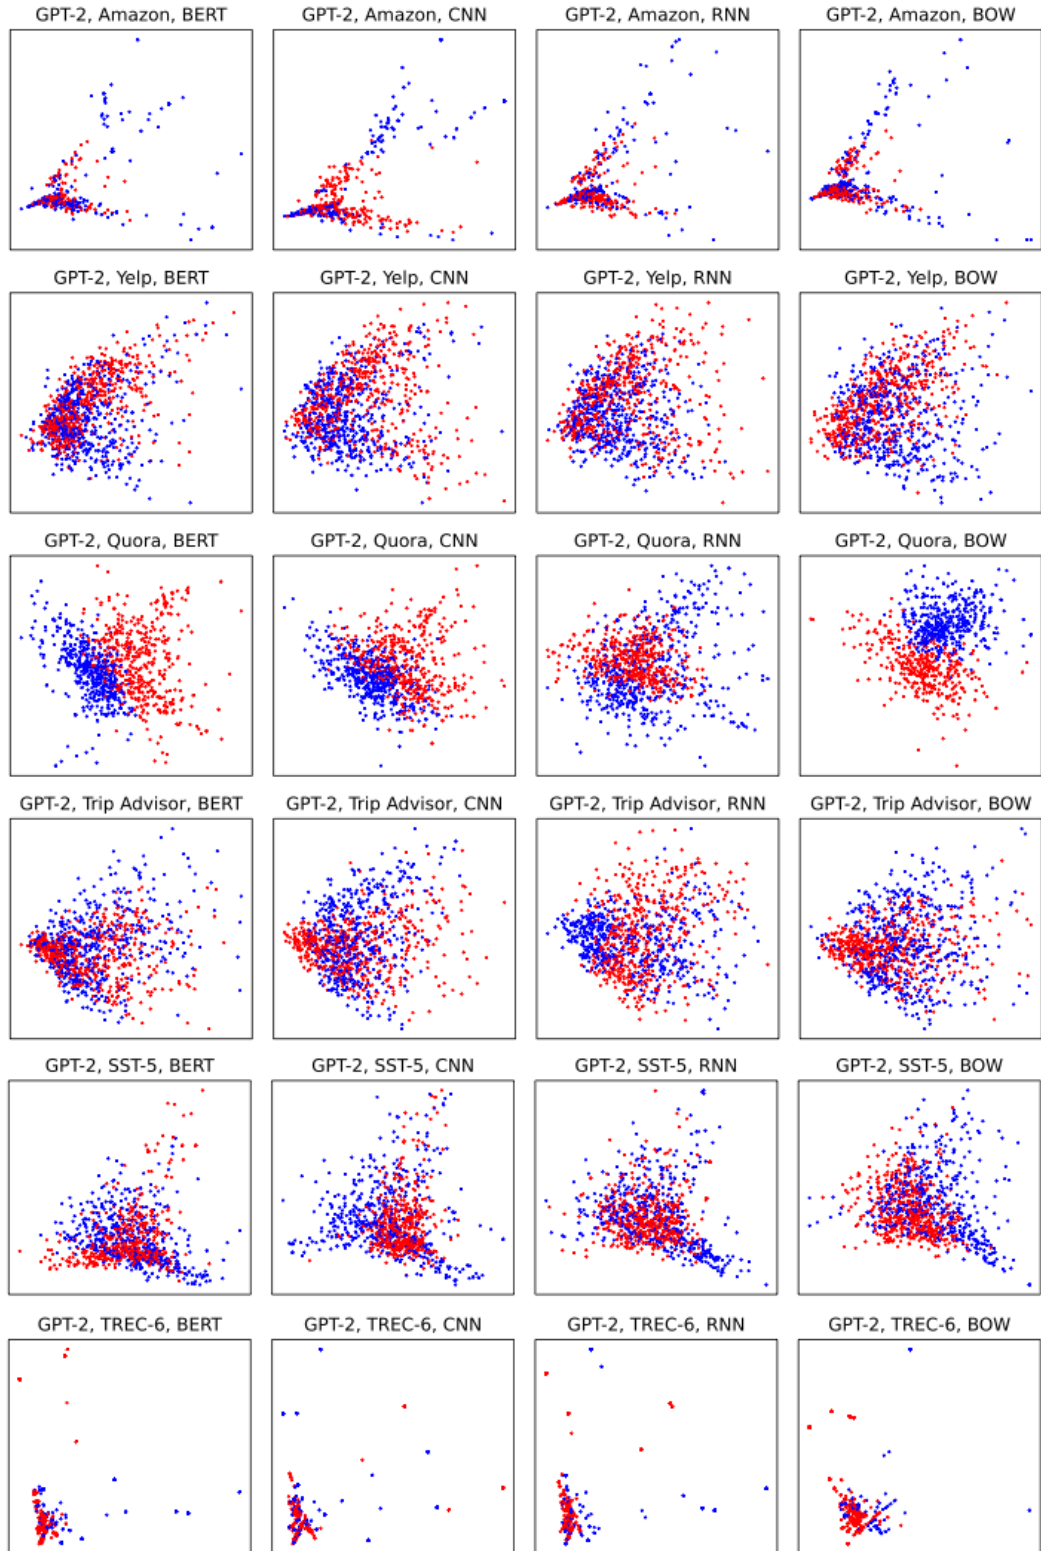 GPT-2, Amazon, BERT
GPT-2, Amazon, CNN
GPT-2, Amazon, RNN
GPT-2, Amazon, BOW
GPT-2, Yelp, BERT
GPT-2, Yelp, CNN
GPT-2, Yelp, RNN
GPT-2, Yelp, BOW
GPT-2, Quora, BERT
GPT-2, Quora, CNN
GPT-2, Quora, RNN
GPT-2, Quora, BOW
GPT-2, Trip Advisor, BERT
GPT-2, Trip Advisor, CNN
GPT-2, Trip Advisor, RNN
GPT-2, Trip Advisor, BOW
GPT-2, SST-5, BERT
GPT-2, SST-5, CNN
GPT-2, SST-5, RNN
GPT-2, SST-5, BOW
GPT-2, TREC-6, BERT
GPT-2, TREC-6, CNN
GPT-2, TREC-6, RNN
GPT-2, TREC-6, BOW